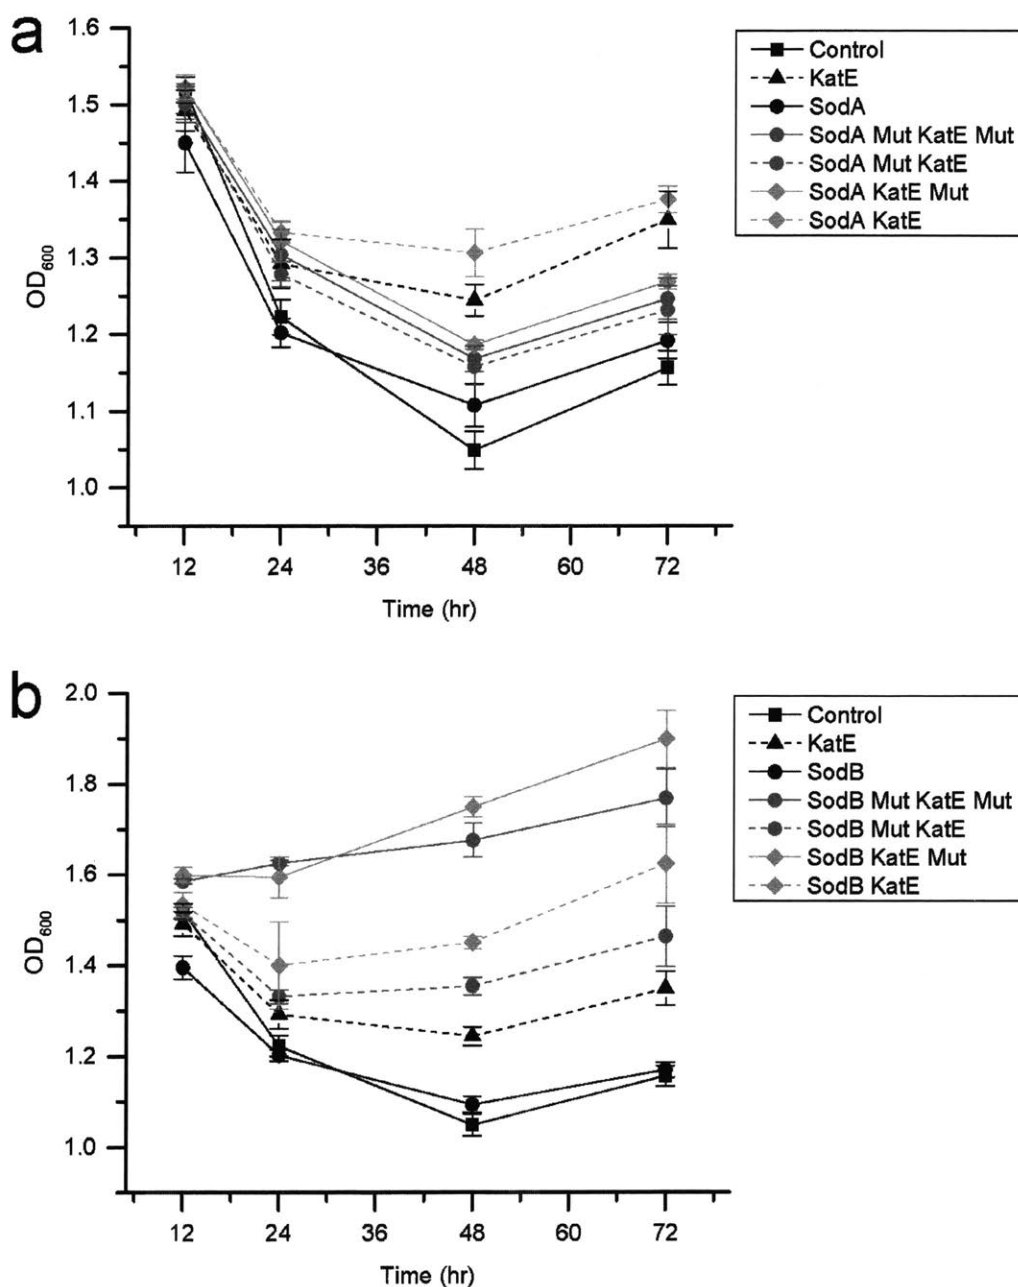 a
1.6
1.5
1.4
1.3
1.2
1.1
1.0
OD600
12 24 36 48 60 72
Time (hr)
Control
KatE
SodA
SodA Mut KatE Mut
SodA Mut KatE
SodA KatE Mut
SodA KatE
b
2.0
1.8
1.6
1.4
1.2
1.0
OD600
12 24 36 48 60 72
Time (hr)
Control
KatE
SodB
SodB Mut KatE Mut
SodB Mut KatE
SodB KatE Mut
SodB KatE